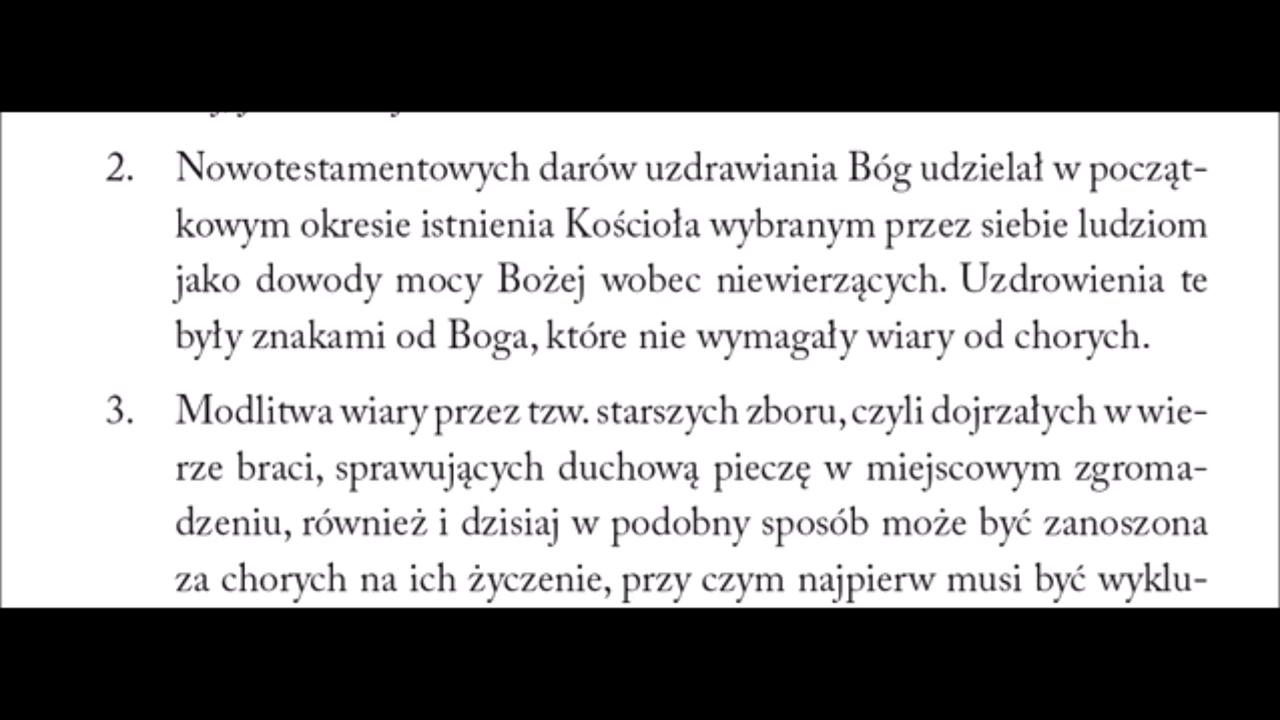 2. Nowotestamentowych darów uzdrawiania Bóg udzielał w począt-
kowym okresie istnienia Kościoła wybranym przez siebie ludziom
jako dowody mocy Bożej wobec niewierzących. Uzdrowienia te
były znakami od Boga, które nie wymagały wiary od chorych.
3. Modlitwa wiary przez tzw. starszych zboru, czyli dojrzałych w wie-
rze braci, sprawujących duchową pieczę w miejscowym zgroma-
dzeniu, również i dzisiaj w podobny sposób może być zanoszona
za chorych na ich życzenie, przy czym najpierw musi być wyklu-